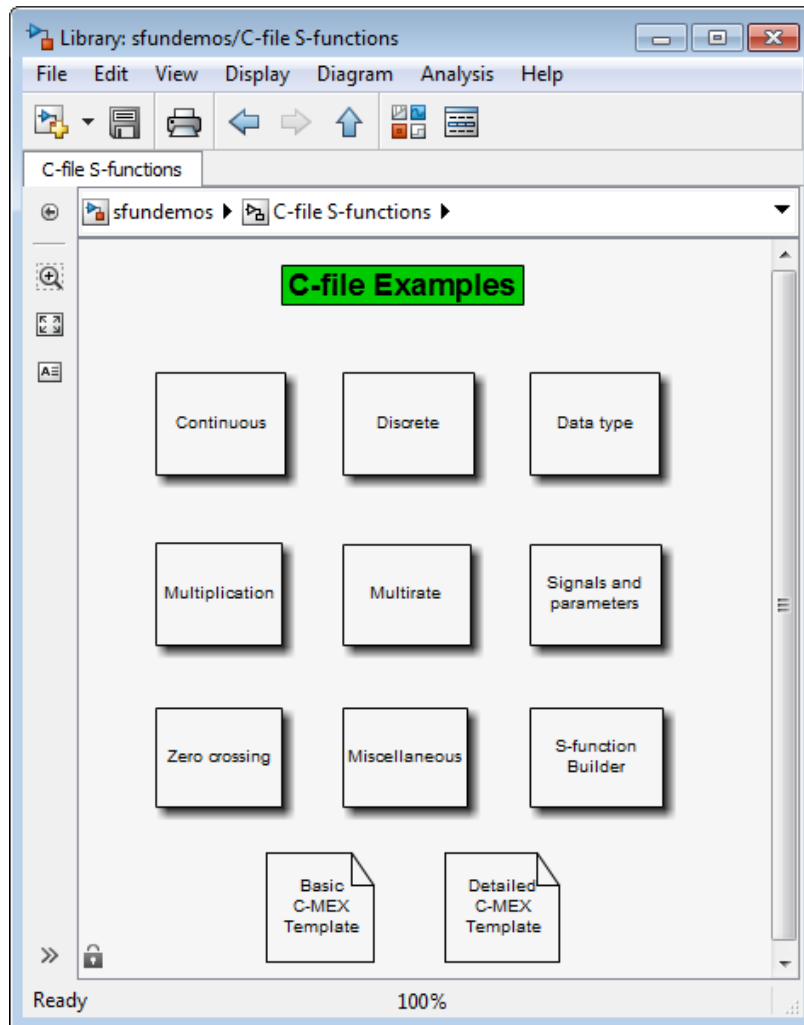 Library: sfundemos/C-file S-functions
File Edit View Display Diagram Analysis Help
C-file S-functions
sfundemos C-file S-functions
C-file Examples
Continuous
Discrete
Data type
Multiplication
Multirate
Signals and
parameters
Zero crossing
Miscellaneous
S-function
Builder
Basic
C-MEX
Template
Detailed
C-MEX
Template
Ready 100%